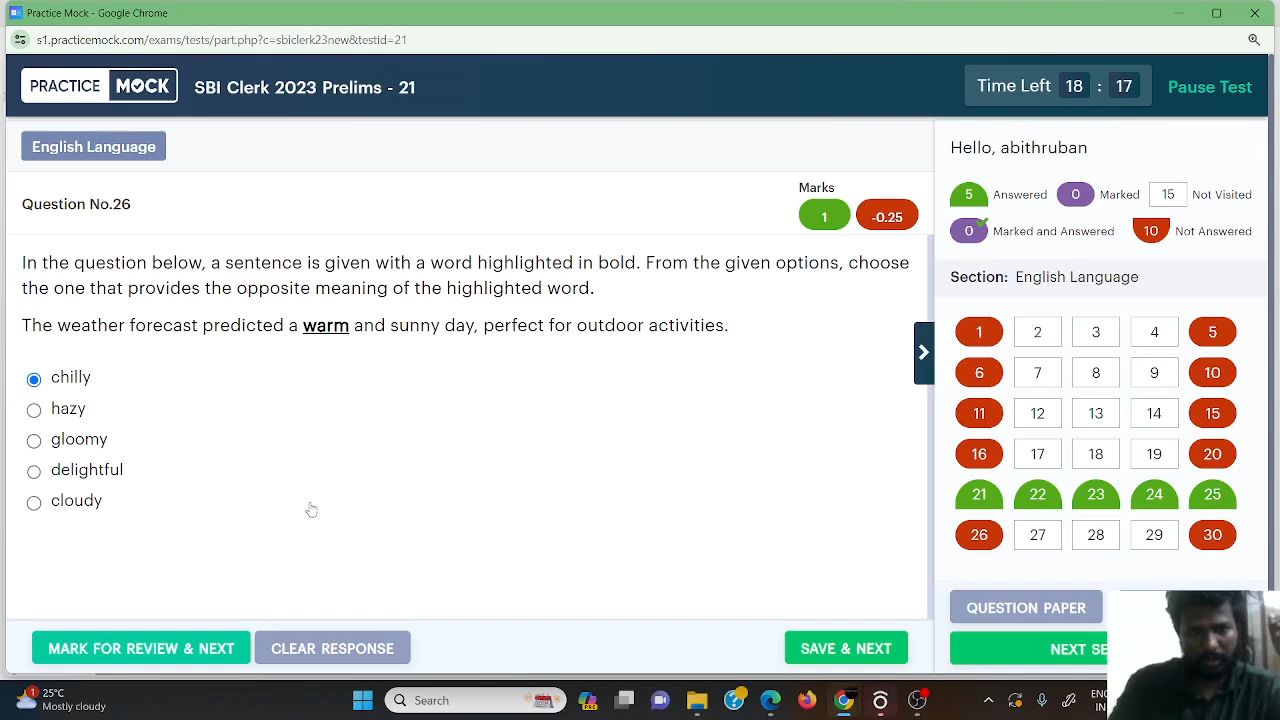 Practice Mock - Google Chrome
s1.practicemock.com/exams/tests/part.php?c=sbiclerk23new&testid=21
PRACTICE MOCK
SBI Clerk 2023 Prelims - 21
Time Left 18 : 17
Pause Test
English Language
Hello, abithruban
Question No.26
Marks
1 -0.25
5 Answered 0 Marked 15 Not Visited
0 Marked and Answered 10 Not Answered
In the question below, a sentence is given with a word highlighted in bold. From the given options, choose
the one that provides the opposite meaning of the highlighted word.
The weather forecast predicted a warm and sunny day, perfect for outdoor activities.
chilly
hazy
gloomy
delightful
cloudy
Section: English Language
1 2 3 4 5
6 7 8 9 10
11 12 13 14 15
16 17 18 19 20
21 22 23 24 25
26 27 28 29 30
QUESTION PAPER
MARK FOR REVIEW & NEXT
CLEAR RESPONSE
SAVE & NEXT
NEXT SE
1
25°C
Mostly cloudy
Search
PRE
ENG
IN